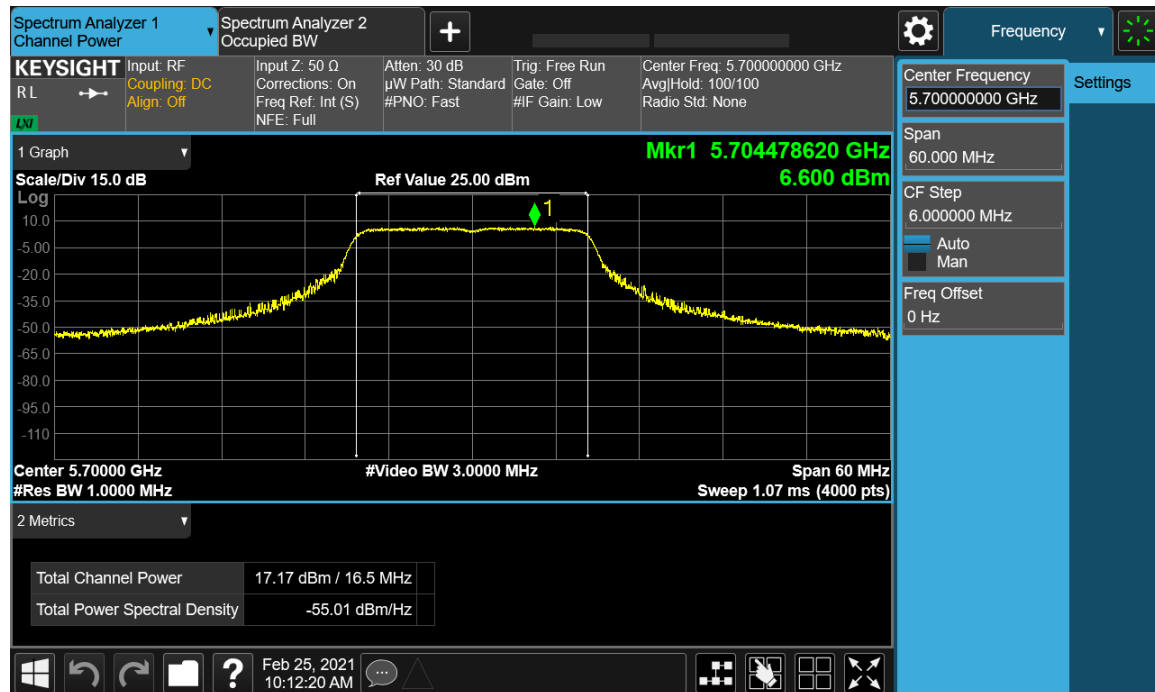 Spectrum Analyzer 1
Channel Power
Spectrum Analyzer 2
Occupied BW
+
Frequency
KEYSIGHT
R L
LXI
Input: RF
Coupling: DC
Align: Off
Input Z: 50 Ω
Corrections: On
Freq Ref: Int (S)
NFE: Full
Atten: 30 dB
µW Path: Standard
#PNO: Fast
Trig: Free Run
Gate: Off
#IF Gain: Low
Center Freq: 5.700000000 GHz
Avg|Hold: 100/100
Radio Std: None
Center Frequency
5.700000000 GHz
Settings
Span
60.000 MHz
CF Step
6.000000 MHz
Auto
Man
Freq Offset
0 Hz
1 Graph
Mkr1 5.704478620 GHz
6.600 dBm
Scale/Div 15.0 dB
Ref Value 25.00 dBm
Log
1
10.0
-5.00
-20.0
-35.0
-50.0
-65.0
-80.0
-95.0
-110
Center 5.70000 GHz
#Video BW 3.0000 MHz
Span 60 MHz
#Res BW 1.0000 MHz
Sweep 1.07 ms (4000 pts)
2 Metrics
Total Channel Power 17.17 dBm / 16.5 MHz
Total Power Spectral Density -55.01 dBm/Hz
?
Feb 25, 2021
10:12:20 AM